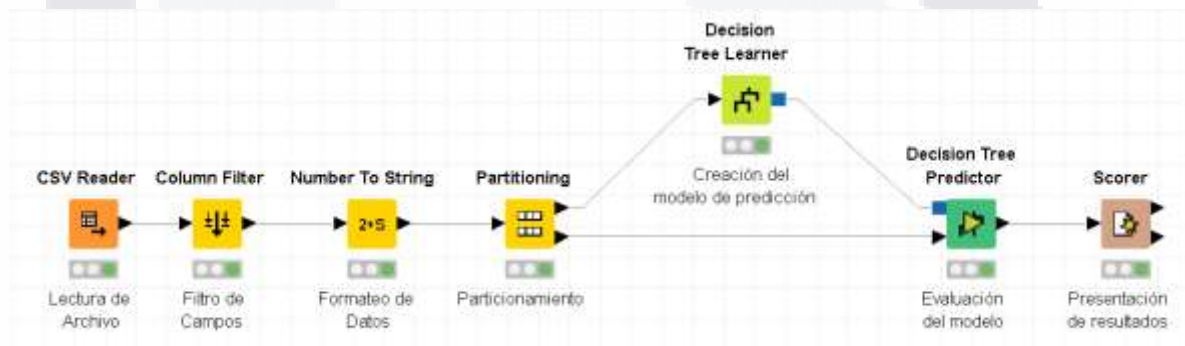 Decision
Tree Learner
Creación del
modelo de predicción
CSV Reader
Lectura de
Archivo
Column Filter
Filtro de
Campos
Number To String
2+S
Formateo de
Datos
Partitioning
Particionamiento
Decision Tree
Predictor
Evaluación
del modelo
Scorer
Presentación
de resultados